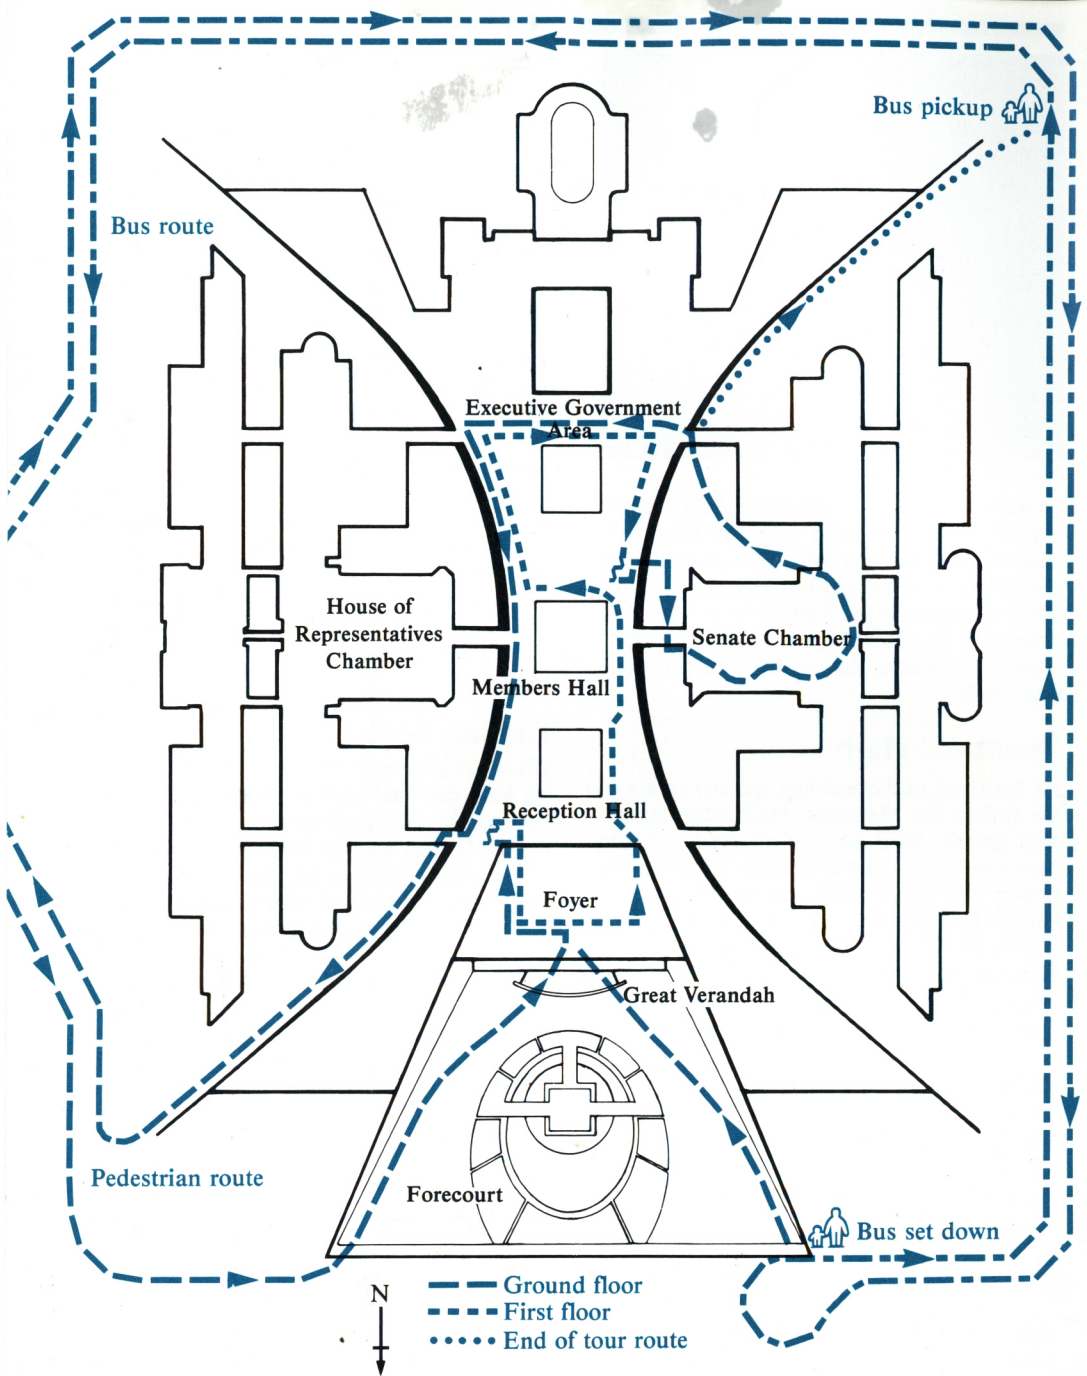 Bus pickup
Bus route
Executive Government
Area
House of
Representatives
Chamber
Senate Chamber
Members Hall
Reception Hall
Foyer
Great Verandah
Pedestrian route
Forecourt
Bus set down
N
Ground floor
First floor
End of tour route